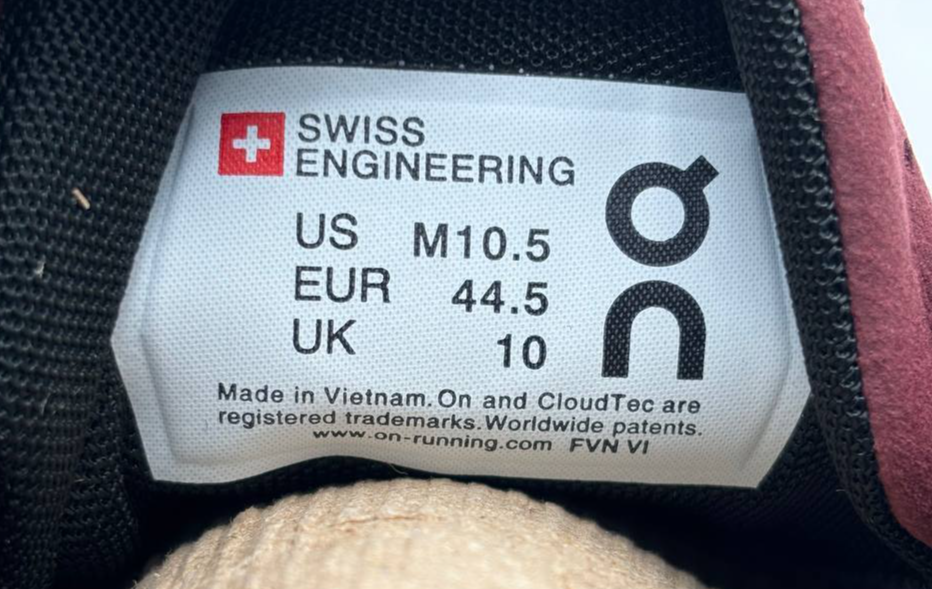 SWISS
ENGINEERING
US M10.5
EUR 44.5
UK 10
On
Made in Vietnam. On and CloudTec are
registered trademarks. Worldwide patents.
www.on-running.com FVN VI